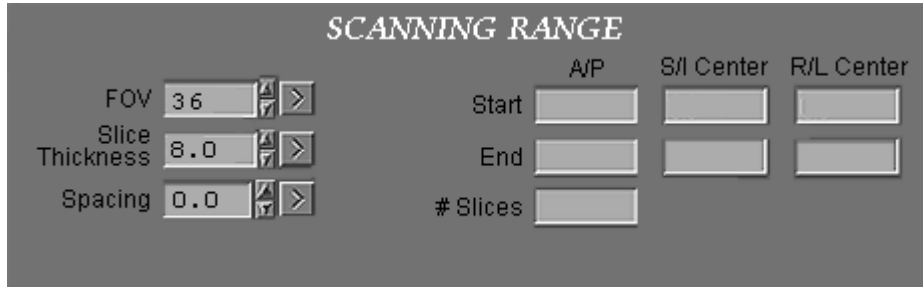 SCANNING RANGE
A/P S/I Center R/L Center
FOV 36 > Start
Slice
Thickness 8.0 > End
Spacing 0.0 > # Slices